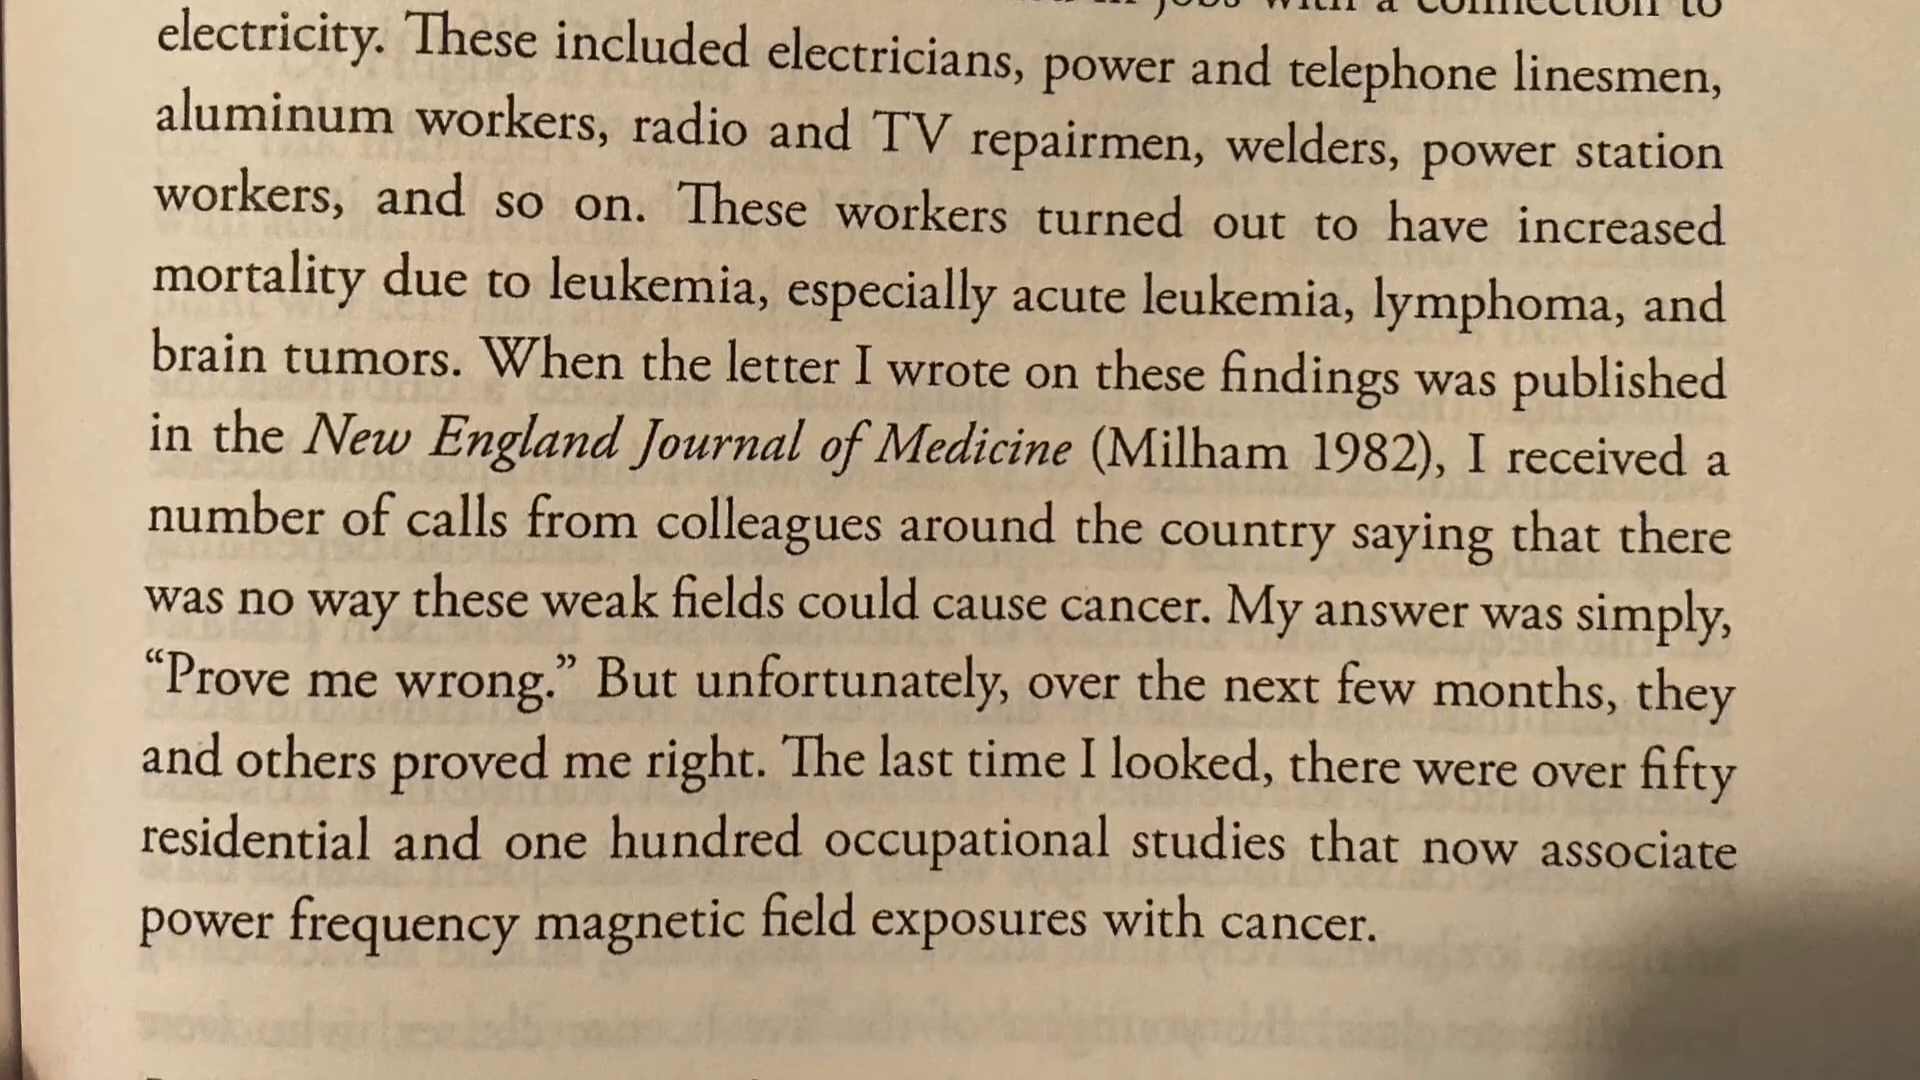 in jobs with a connection to
electricity. These included electricians, power and telephone linesmen,
aluminum workers, radio and TV repairmen, welders, power station
workers, and so on. These workers turned out to have increased
mortality due to leukemia, especially acute leukemia, lymphoma, and
brain tumors. When the letter I wrote on these findings was published
in the New England Journal of Medicine (Milham 1982), I received a
number of calls from colleagues around the country saying that there
was no way these weak fields could cause cancer. My answer was simply,
“Prove me wrong.” But unfortunately, over the next few months, they
and others proved me right. The last time I looked, there were over fifty
residential and one hundred occupational studies that now associate
power frequency magnetic field exposures with cancer.